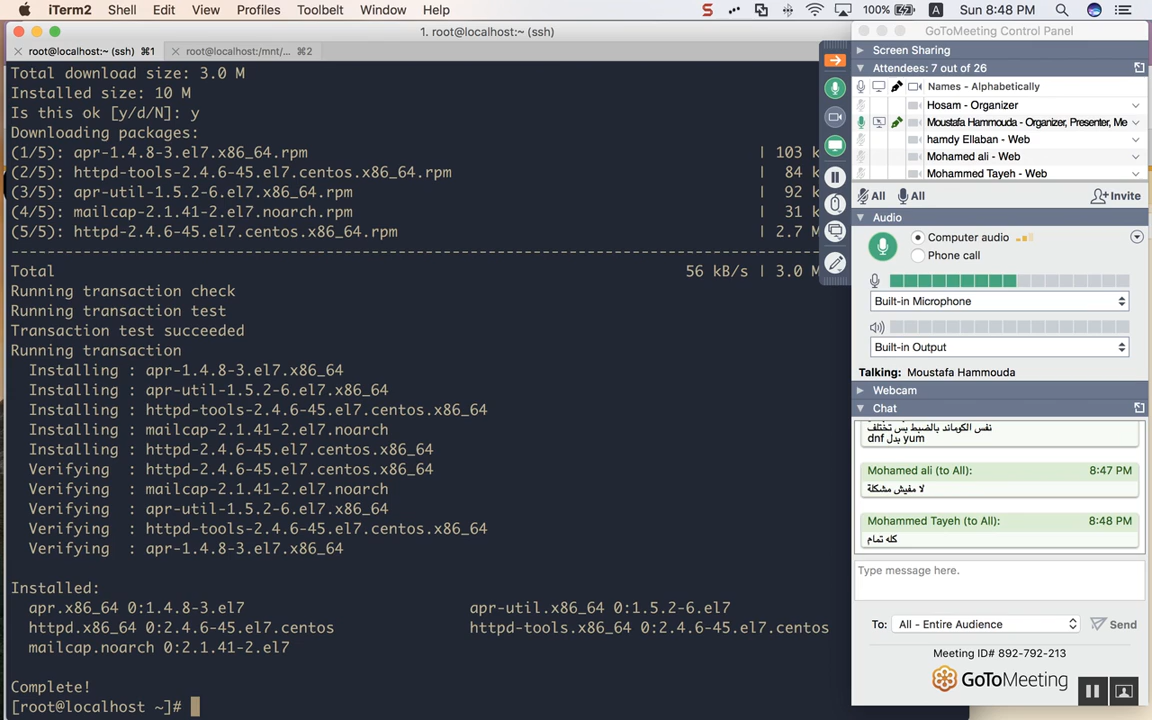 iTerm2 Shell Edit View Profiles Toolbelt Window Help 100% A Sun 8:48 PM
1. root@localhost:~ (ssh)
root@localhost:~ (ssh) ⌘1
root@localhost:/mnt/... ⌘2
Total download size: 3.0 M
Installed size: 10 M
Is this ok [y/d/N]: y
Downloading packages:
(1/5): apr-1.4.8-3.el7.x86_64.rpm | 103 k
(2/5): httpd-tools-2.4.6-45.el7.centos.x86_64.rpm | 84 k
(3/5): apr-util-1.5.2-6.el7.x86_64.rpm | 92 k
(4/5): mailcap-2.1.41-2.el7.noarch.rpm | 31 k
(5/5): httpd-2.4.6-45.el7.centos.x86_64.rpm | 2.7 M
--------------------------------------------------------------------------------
Total 56 kB/s | 3.0 M
Running transaction check
Running transaction test
Transaction test succeeded
Running transaction
Installing : apr-1.4.8-3.el7.x86_64
Installing : apr-util-1.5.2-6.el7.x86_64
Installing : httpd-tools-2.4.6-45.el7.centos.x86_64
Installing : mailcap-2.1.41-2.el7.noarch
Installing : httpd-2.4.6-45.el7.centos.x86_64
Verifying : httpd-2.4.6-45.el7.centos.x86_64
Verifying : mailcap-2.1.41-2.el7.noarch
Verifying : apr-util-1.5.2-6.el7.x86_64
Verifying : httpd-tools-2.4.6-45.el7.centos.x86_64
Verifying : apr-1.4.8-3.el7.x86_64
Installed:
apr.x86_64 0:1.4.8-3.el7 apr-util.x86_64 0:1.5.2-6.el7
httpd.x86_64 0:2.4.6-45.el7.centos httpd-tools.x86_64 0:2.4.6-45.el7.centos
mailcap.noarch 0:2.1.41-2.el7
Complete!
[root@localhost ~]#
GoToMeeting Control Panel
Screen Sharing
Attendees: 7 out of 26
Names - Alphabetically
Hosam - Organizer
Moustafa Hammouda - Organizer, Presenter, Me
hamdy Ellaban - Web
Mohamed ali - Web
Mohammed Tayeh - Web
All All Invite
Audio
Computer audio
Phone call
Built-in Microphone
Built-in Output
Talking: Moustafa Hammouda
Webcam
Chat
نفس الكوماند بالضبط بس تختلف
dnf بدل yum
Mohamed ali (to All): 8:47 PM
لا مفيش مشكلة
Mohammed Tayeh (to All): 8:48 PM
كله تمام
Type message here.
To: All - Entire Audience Send
Meeting ID# 892-792-213
GoToMeeting